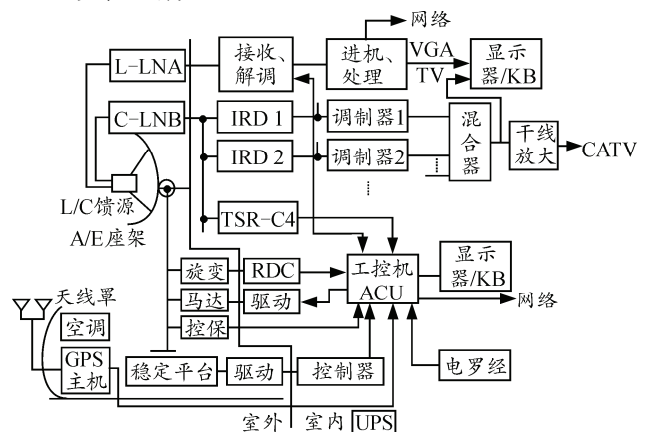 网络
L-LNA
接收、
解调
进机、
处理
VGA
TV
显示
器/KB
C-LNB
IRD 1
调制器1
混
合
器
干线
放大
CATV
IRD 2
调制器2
L/C馈源
A/E座架
TSR-C4
旋变
RDC
工控机
ACU
显示
器/KB
网络
天线罩
空调
马达
驱动
控保
GPS
主机
稳定平台
驱动
控制器
电罗经
室外
室内
UPS